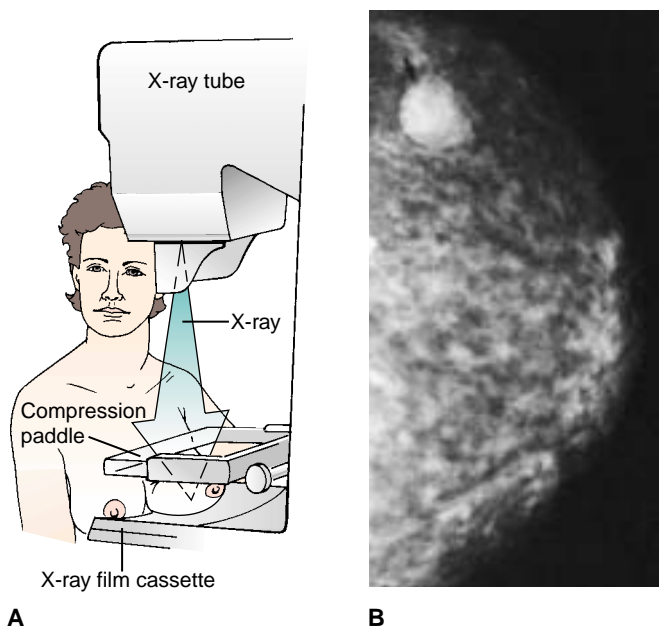 X-ray tube
X-ray
Compression
paddle
X-ray film cassette
A
B